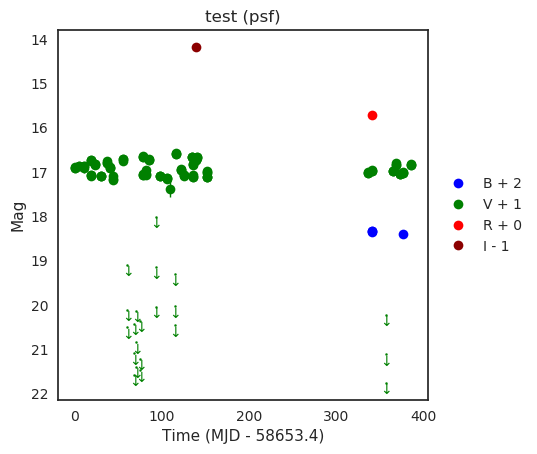 test (psf)
14
15
16
17
18
19
20
21
22
Mag
0
100
200
300
400
Time (MJD - 58653.4)
B + 2
V + 1
R + 0
I - 1